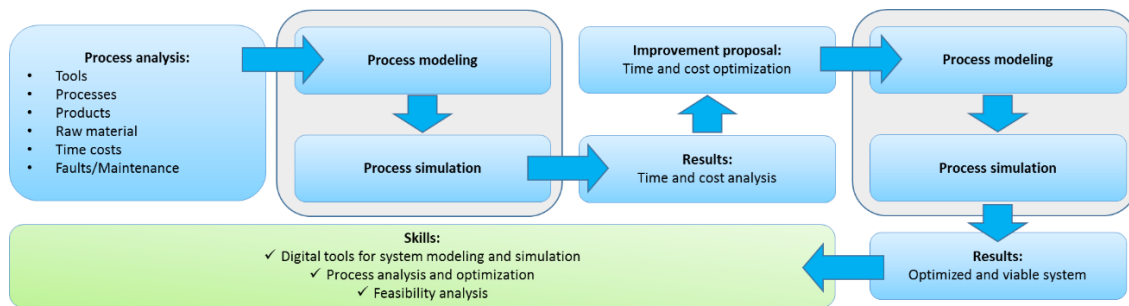 Process analysis:
• Tools
• Processes
• Products
• Raw material
• Time costs
• Faults/Maintenance
Process modeling
Process simulation
Results:
Time and cost analysis
Improvement proposal:
Time and cost optimization
Process modeling
Process simulation
Results:
Optimized and viable system
Skills:
✓ Digital tools for system modeling and simulation
✓ Process analysis and optimization
✓ Feasibility analysis